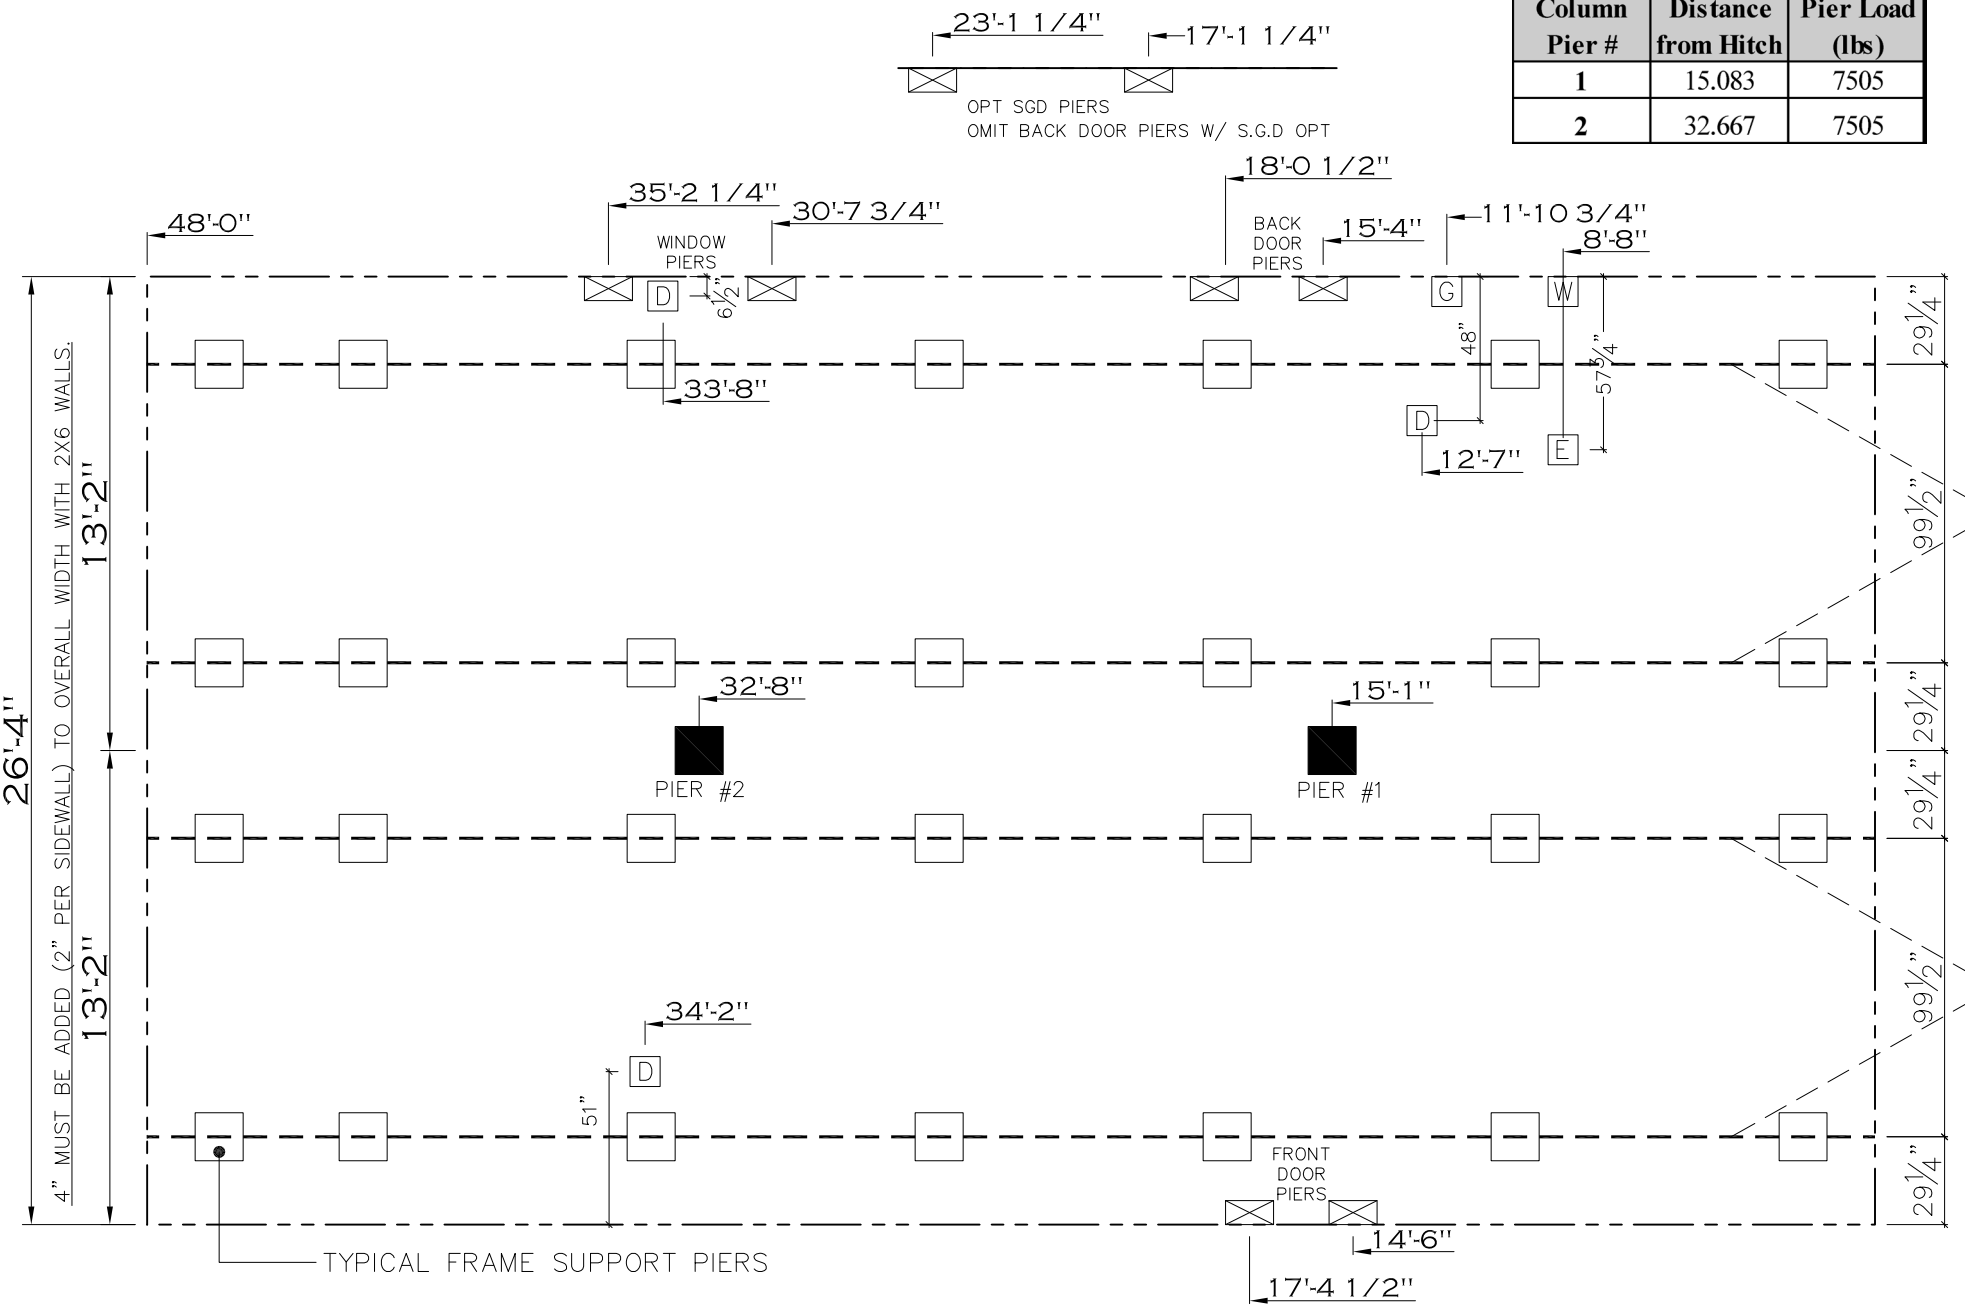 Column Distance Pier Load
Pier # from Hitch (lbs)
1 15.083 7505
2 32.667 7505
23'-1 1/4"
17'-1 1/4"
OPT SGD PIERS
OMIT BACK DOOR PIERS W/ S.G.D OPT
18'-0 1/2"
35'-2 1/4"
30'-7 3/4"
48'-0"
11'-10 3/4"
15'-4"
8'-8"
WINDOW
PIERS
BACK
DOOR
PIERS
D
6 1/2"
G
W
29 1/4"
48"
57 3/4"
33'-8"
D
12'-7"
E
4" MUST BE ADDED (2" PER SIDEWALL) TO OVERALL WIDTH WITH 2X6 WALLS.
13'-2"
99 1/2"
26'-4"
32'-8"
15'-1"
29 1/4"
PIER #2
PIER #1
29 1/4"
13'-2"
99 1/2"
34'-2"
D
51"
FRONT
DOOR
PIERS
29 1/4"
14'-6"
TYPICAL FRAME SUPPORT PIERS
17'-4 1/2"